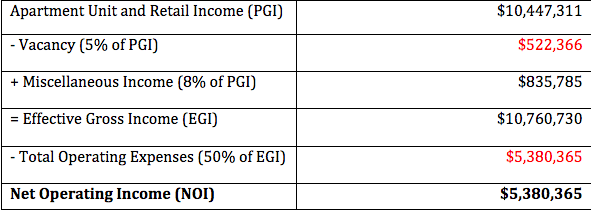 Apartment Unit and Retail Income (PGI) $10,447,311
- Vacancy (5% of PGI) $522,366
+ Miscellaneous Income (8% of PGI) $835,785
= Effective Gross Income (EGI) $10,760,730
- Total Operating Expenses (50% of EGI) $5,380,365
Net Operating Income (NOI) $5,380,365